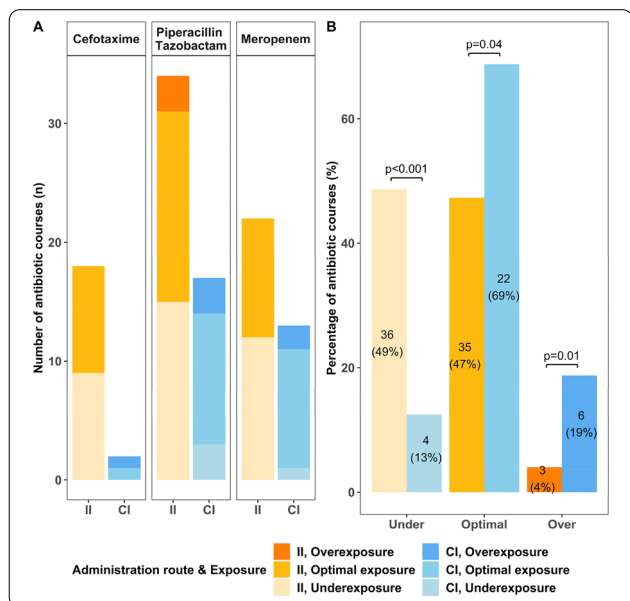 A
Cefotaxime
Piperacillin
Tazobactam
Meropenem
Number of antibiotic courses (n)
30
20
10
0
II
CI
II
CI
II
CI
B
Percentage of antibiotic courses (%)
60
40
20
0
p<0.001
p=0.04
p=0.01
36
(49%)
4
(13%)
35
(47%)
22
(69%)
3
(4%)
6
(19%)
Under
Optimal
Over
Administration route & Exposure
II, Overexposure
II, Optimal exposure
II, Underexposure
CI, Overexposure
CI, Optimal exposure
CI, Underexposure